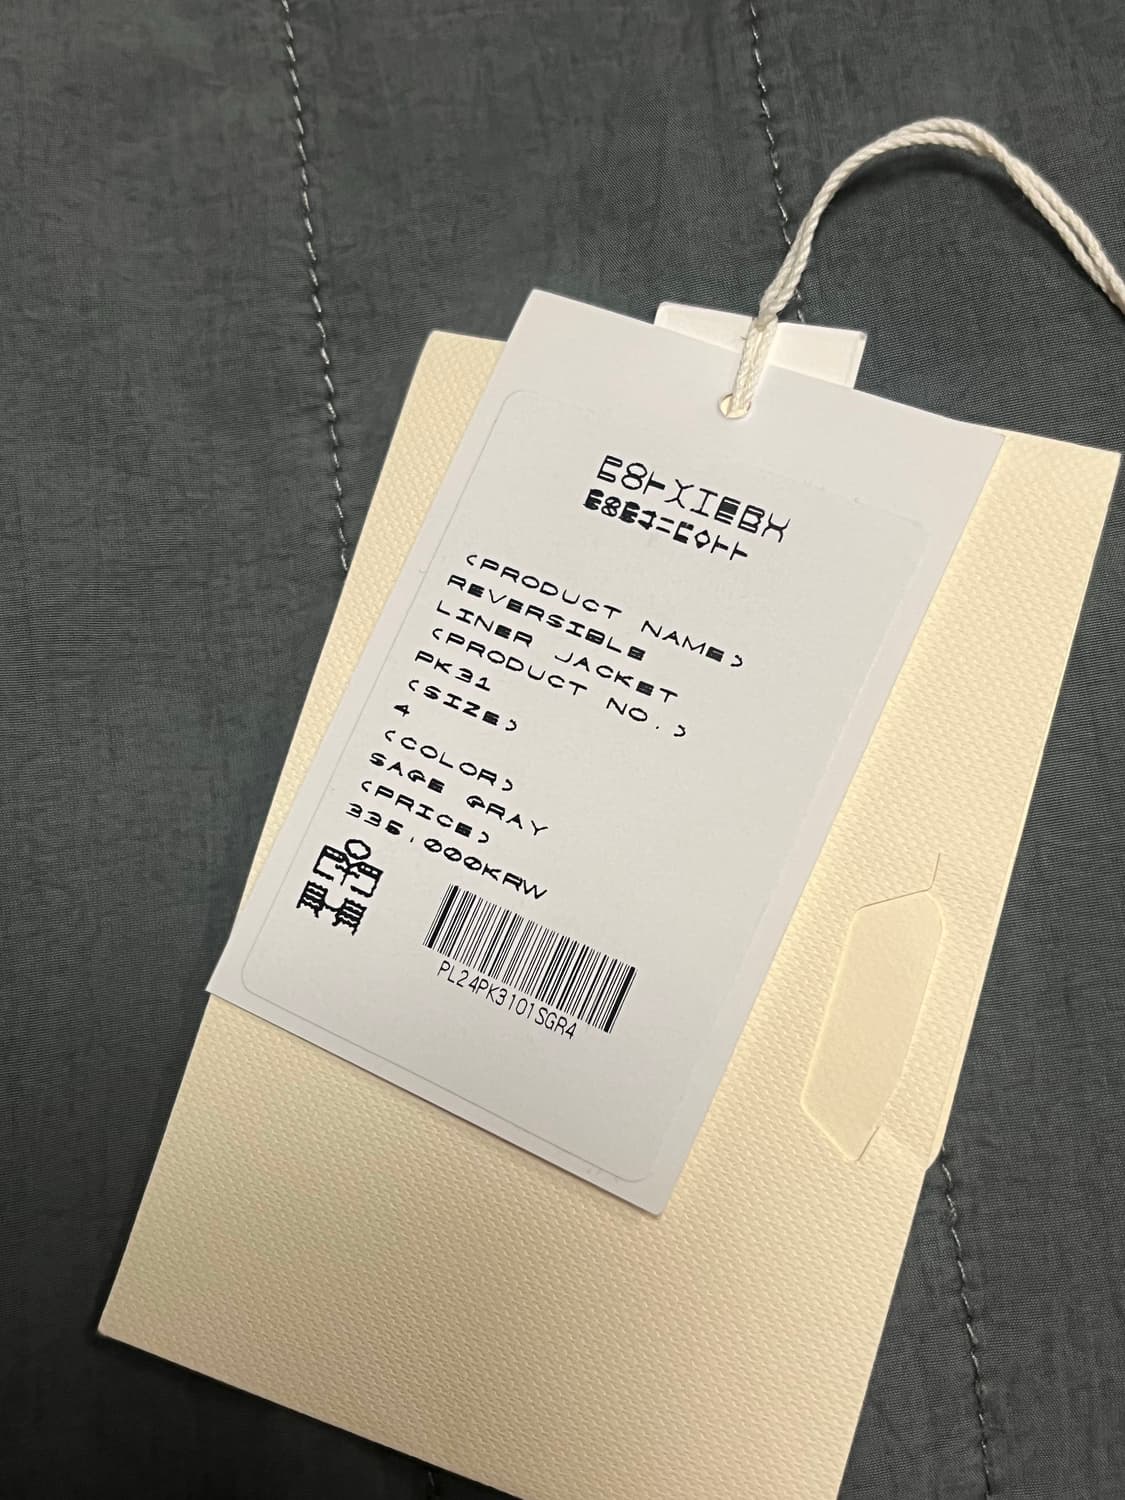 <PRODUCT NAME>
REVERSIBLE
LINER JACKET
<PRODUCT NO.>
PK31
<SIZE>
4
<COLOR>
SAGE GRAY
<PRICE>
335,000KRW
PL24PK3101SGR4